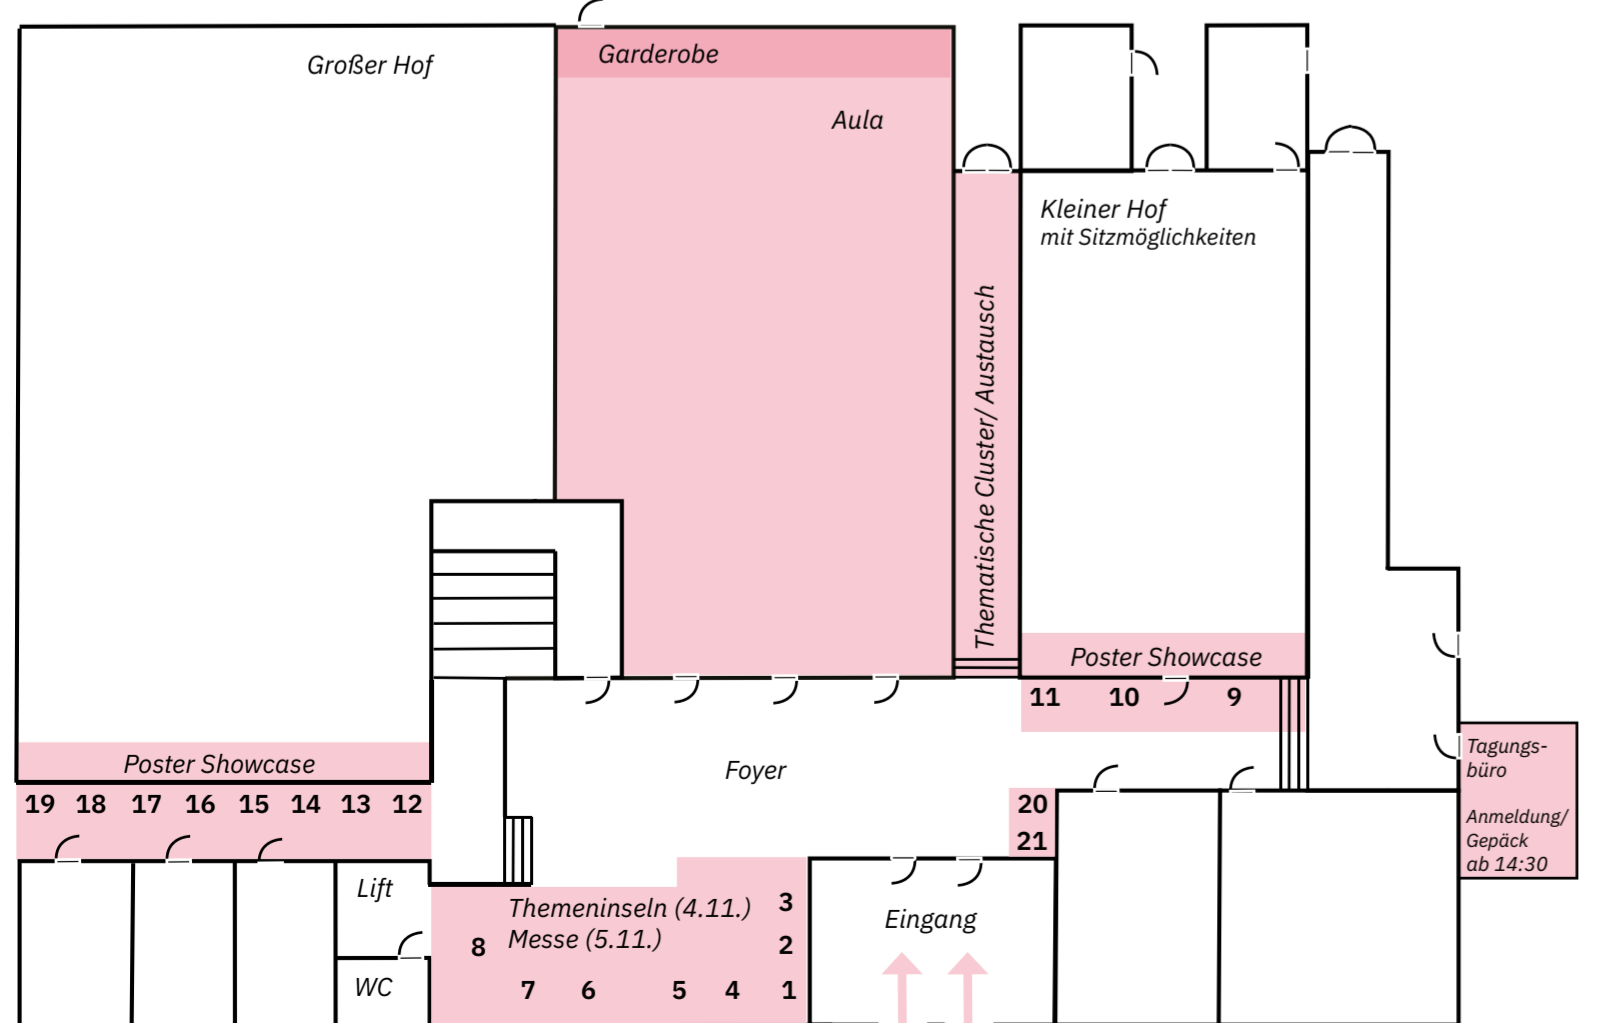 Großer Hof
Garderobe
Aula
Kleiner Hof
mit Sitzmöglichkeiten
Thematische Cluster/ Austausch
Poster Showcase
11 10 9
Poster Showcase
19 18 17 16 15 14 13 12
Foyer
20
21
Tagungs-
büro
Anmeldung/
Gepäck
ab 14:30
Lift
WC
Themeninseln (4.11.)
Messe (5.11.)
3
2
8
7 6 5 4 1
Eingang